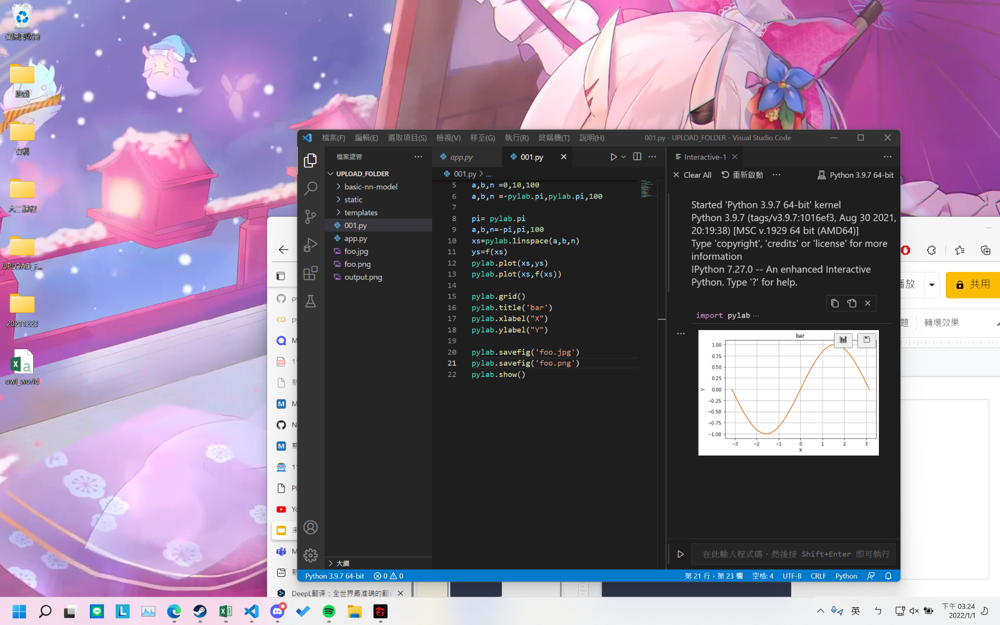 資源回收筒
遊戲
資料
大二課程
UPLOAD_F...
20211223
owl_world
檔案(F) 編輯(E) 選取項目(S) 檢視(V) 移至(G) 執行(R) 終端機(T) 說明(H)
001.py - UPLOAD_FOLDER - Visual Studio Code
檔案總管
UPLOAD_FOLDER
basic-nn-model
static
templates
001.py
app.py
foo.jpg
foo.png
output.png
大綱
app.py
001.py
001.py > ...
5 a,b,n =0,10,100
6 a,b,n =-pylab.pi,pylab.pi,100
7
8 pi= pylab.pi
9 a,b,n=-pi,pi,100
10 xs=pylab.linspace(a,b,n)
11 ys=f(xs)
12 pylab.plot(xs,ys)
13 pylab.plot(xs,f(xs))
14
15 pylab.grid()
16 pylab.title('bar')
17 pylab.xlabel("X")
18 pylab.ylabel("Y")
19
20 pylab.savefig('foo.jpg')
21 pylab.savefig('foo.png')
22 pylab.show()
Interactive-1
Clear All 重新啟動 ... Python 3.9.7 64-bit
Started 'Python 3.9.7 64-bit' kernel
Python 3.9.7 (tags/v3.9.7:1016ef3, Aug 30 2021,
20:19:38) [MSC v.1929 64 bit (AMD64)]
Type 'copyright', 'credits' or 'license' for more
information
IPython 7.27.0 -- An enhanced Interactive
Python. Type '?' for help.
import pylab ...
bar
1.00
0.75
0.50
0.25
0.00
−0.25
−0.50
−0.75
−1.00
Y
−3 −2 −1 0 1 2 3
X
在此輸入程式碼，然後按 Shift+Enter 即可執行
Python 3.9.7 64-bit 0 0
第 21 行，第 23 欄 空格: 4 UTF-8 CRLF Python
播放
共用
題 轉場效果
py
py
M
11
新
M
N
期
11
PC
Yo
未
M
新
DeepL翻译：全世界最准确的翻译
英 ㄅ
下午 03:24
2022/1/1